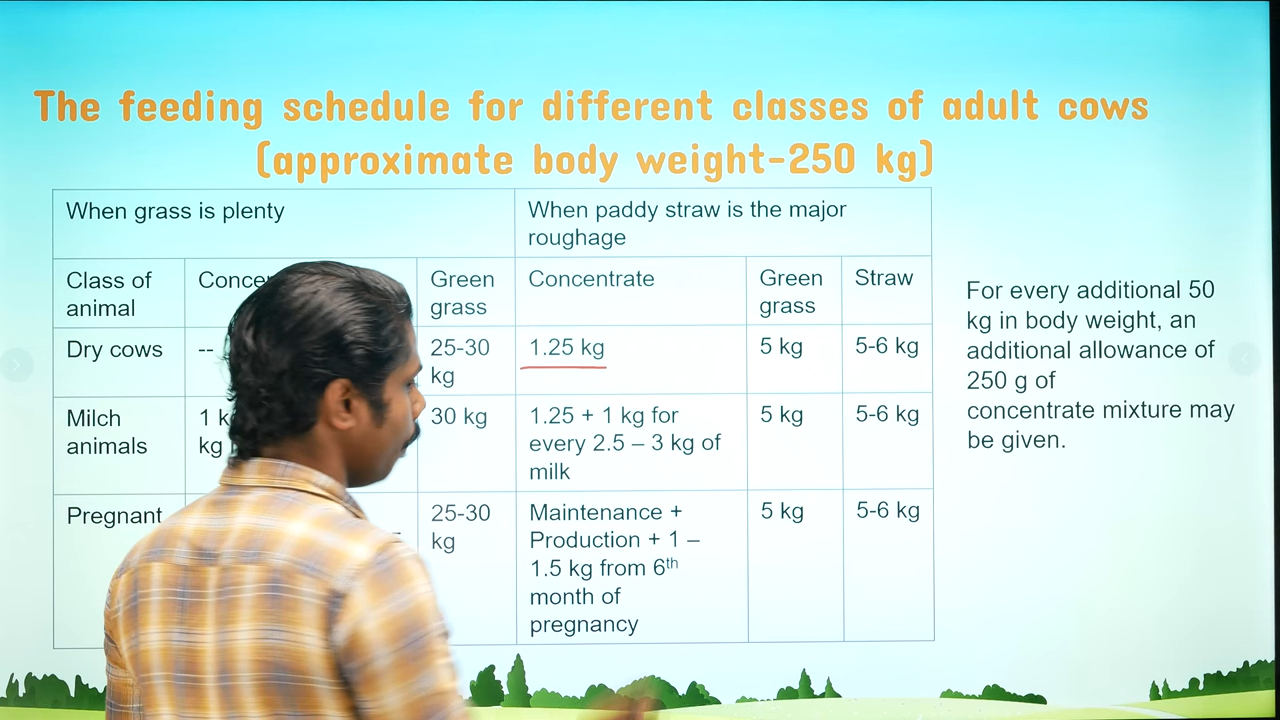 The feeding schedule for different classes of adult cows
(approximate body weight-250 kg)
When grass is plenty
When paddy straw is the major
roughage
Class of
animal
Green
grass
Concentrate
Green
grass
Straw
Dry cows
--
25-30
kg
1.25 kg
5 kg
5-6 kg
Milch
animals
1
kg
30 kg
1.25 + 1 kg for
every 2.5 – 3 kg of
milk
5 kg
5-6 kg
Pregnant
25-30
kg
Maintenance +
Production + 1 –
1.5 kg from 6th
month of
pregnancy
5 kg
5-6 kg
For every additional 50
kg in body weight, an
additional allowance of
250 g of
concentrate mixture may
be given.